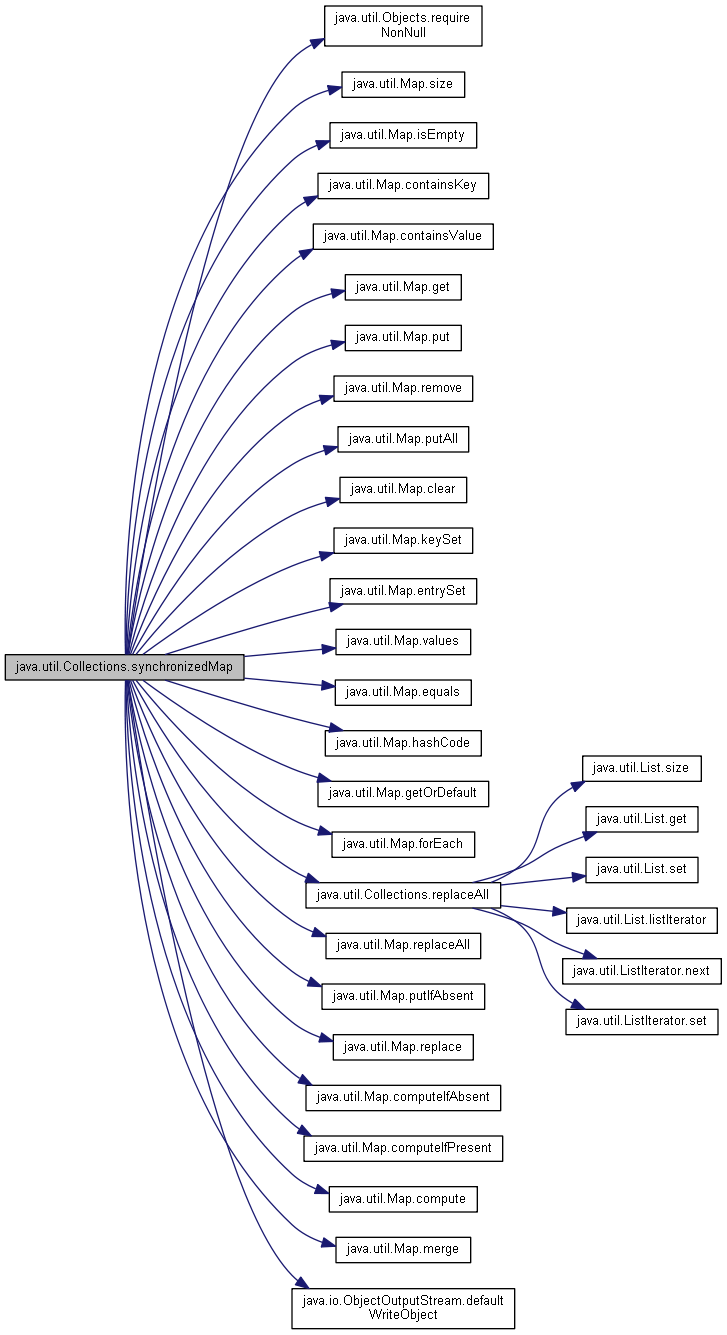 java.util.Objects.require
NonNull
java.util.Map.size
java.util.Map.isEmpty
java.util.Map.containsKey
java.util.Map.containsValue
java.util.Map.get
java.util.Map.put
java.util.Map.remove
java.util.Map.putAll
java.util.Map.clear
java.util.Map.keySet
java.util.Map.entrySet
java.util.Map.values
java.util.Collections.synchronizedMap
java.util.Map.equals
java.util.Map.hashCode
java.util.Map.getOrDefault
java.util.Map.forEach
java.util.Collections.replaceAll
java.util.List.size
java.util.List.get
java.util.List.set
java.util.List.listIterator
java.util.ListIterator.next
java.util.ListIterator.set
java.util.Map.replaceAll
java.util.Map.putIfAbsent
java.util.Map.replace
java.util.Map.computeIfAbsent
java.util.Map.computeIfPresent
java.util.Map.compute
java.util.Map.merge
java.io.ObjectOutputStream.default
WriteObject